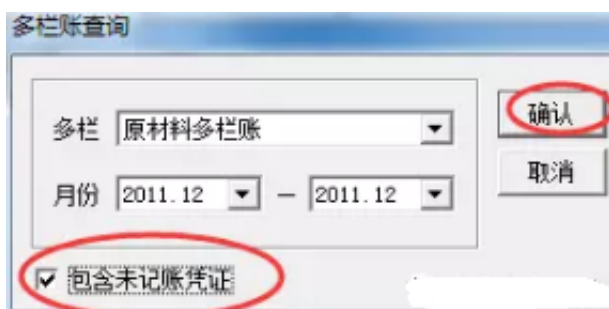 多栏账查询
多栏 原材料多栏账
确认
月份 2011.12 — 2011.12
取消
包含未记账凭证